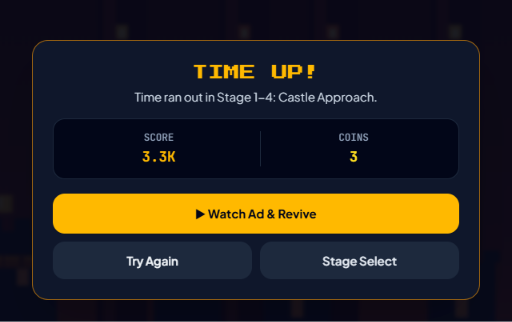 TIME UP!
Time ran out in Stage 1–4: Castle Approach.
SCORE
3.3K
COINS
3
▶ Watch Ad & Revive
Try Again
Stage Select